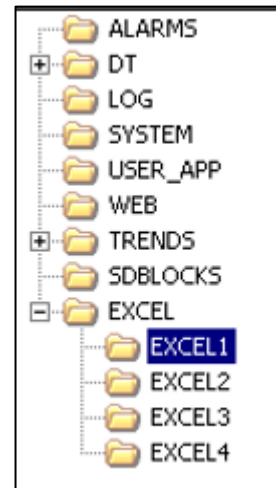 ALARMS
DT
LOG
SYSTEM
USER_APP
WEB
TRENDS
SDBLOCKS
EXCEL
EXCEL1
EXCEL2
EXCEL3
EXCEL4